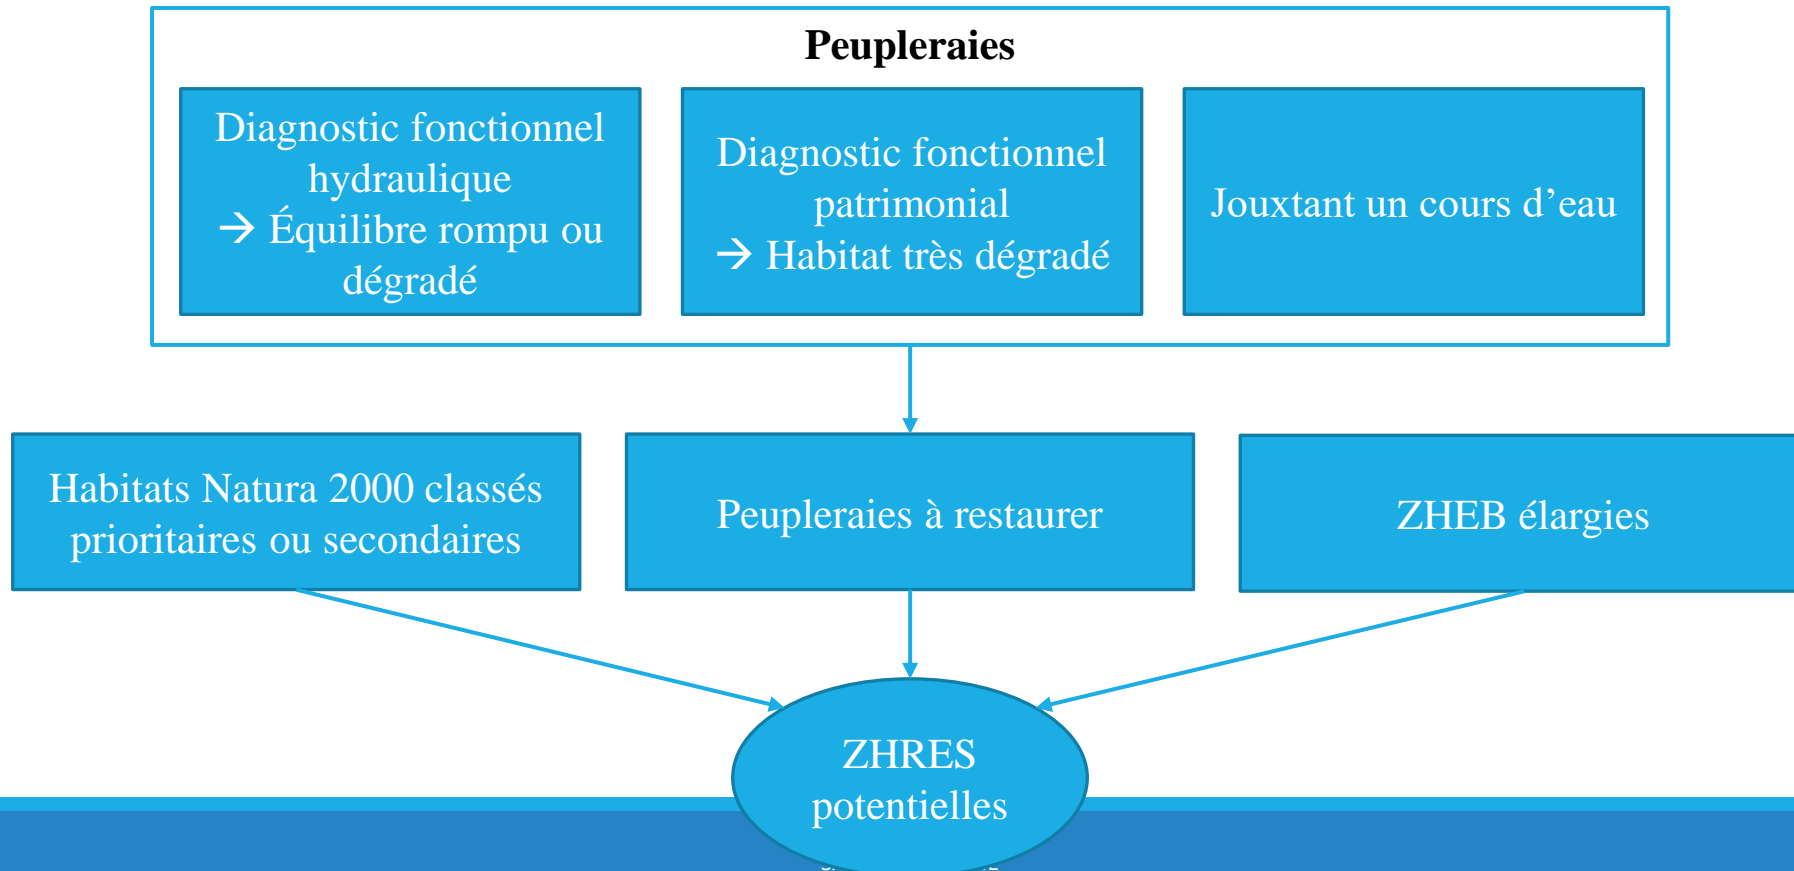 Peupleraies
Diagnostic fonctionnel
hydraulique
→ Équilibre rompu ou
dégradé
Diagnostic fonctionnel
patrimonial
→ Habitat très dégradé
Jouxtant un cours d’eau
Habitats Natura 2000 classés
prioritaires ou secondaires
Peupleraies à restaurer
ZHEB élargies
ZHRES
potentielles